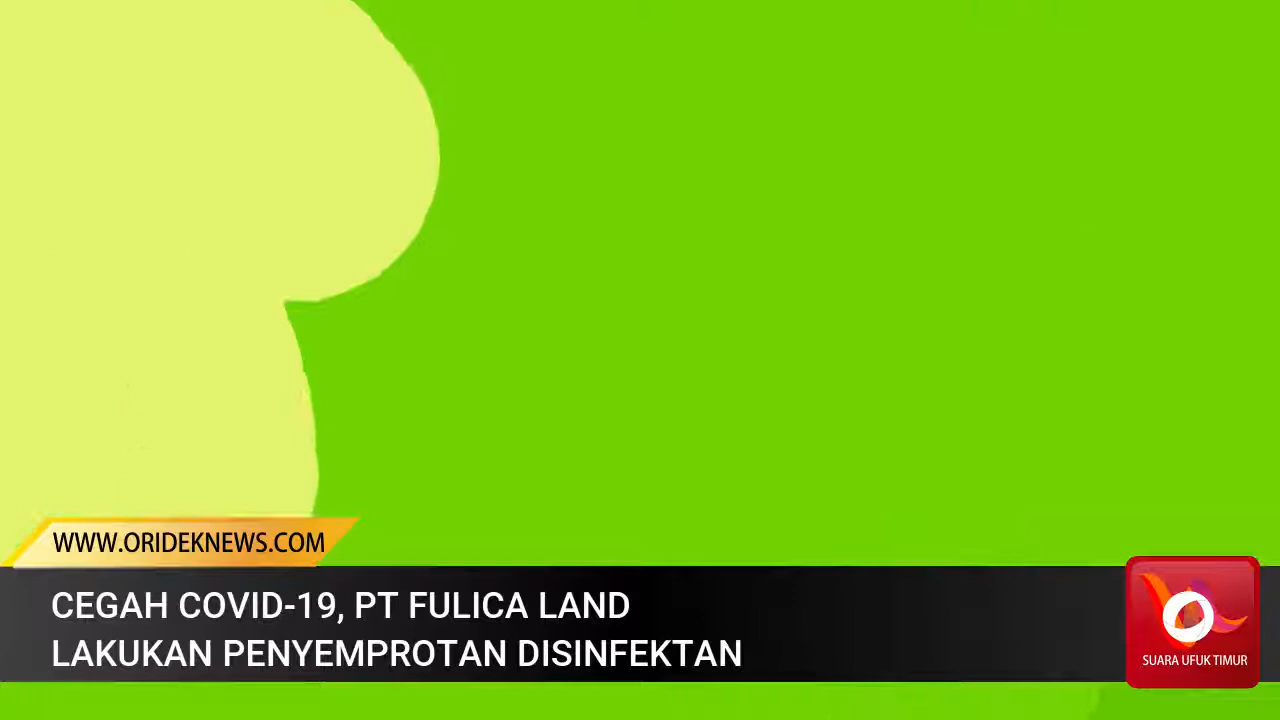 WWW.ORIDEKNEWS.COM
CEGAH COVID-19, PT FULICA LAND
LAKUKAN PENYEMPROTAN DISINFEKTAN
SUARA UFUK TIMUR